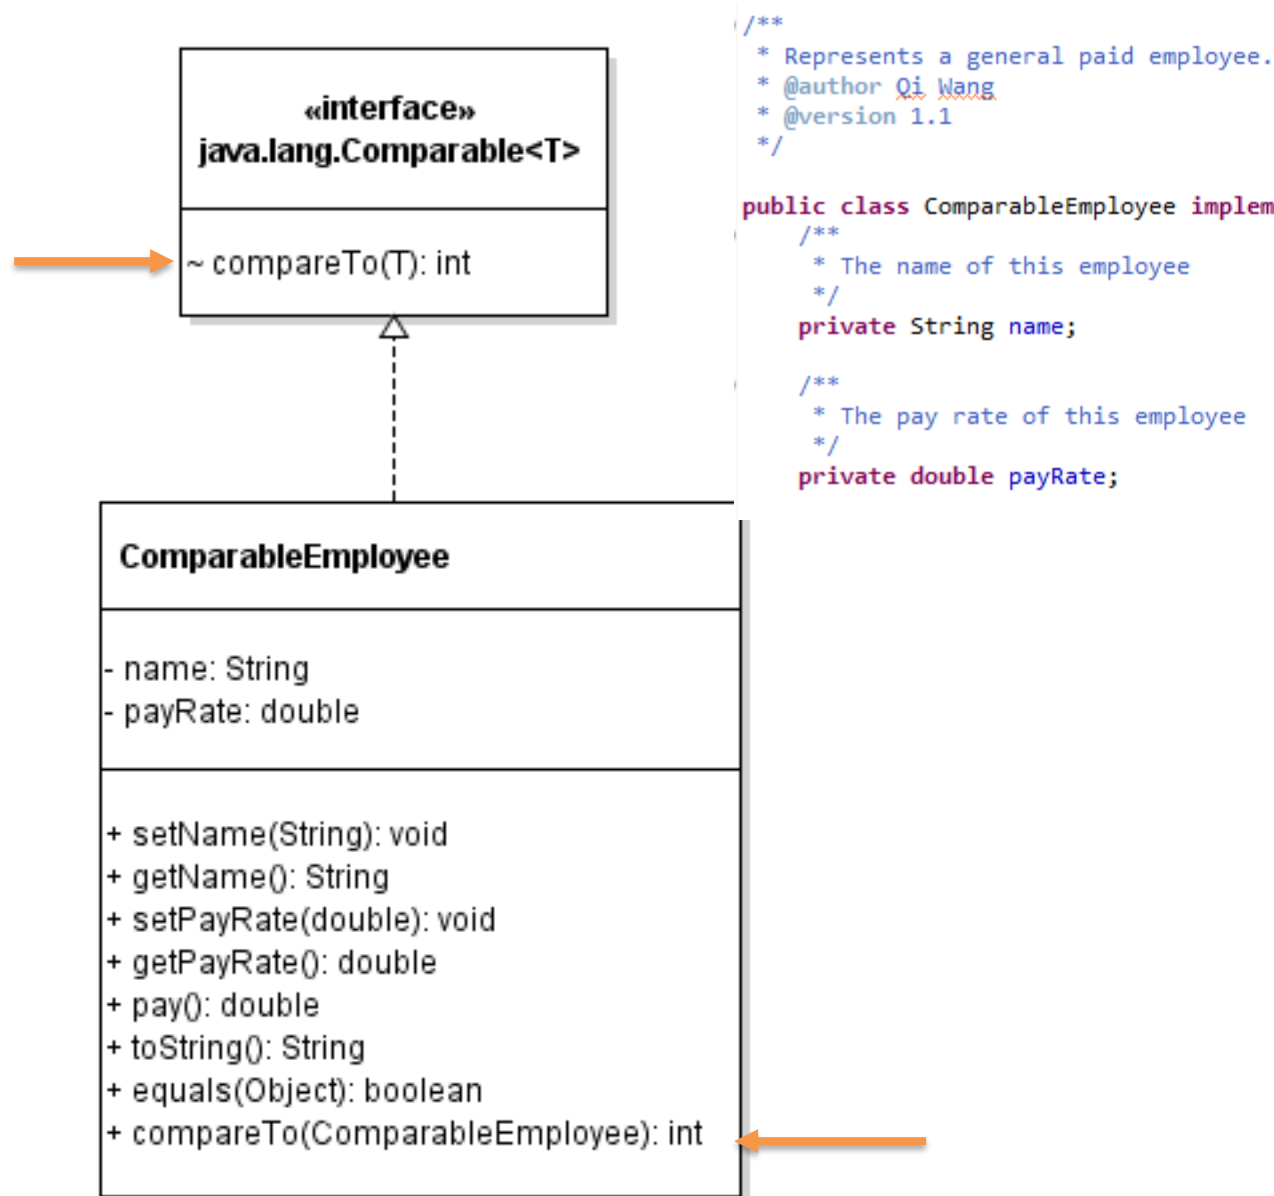 «interface»
java.lang.Comparable<T>
~ compareTo(T): int
ComparableEmployee
- name: String
- payRate: double
+ setName(String): void
+ getName(): String
+ setPayRate(double): void
+ getPayRate(): double
+ pay(): double
+ toString(): String
+ equals(Object): boolean
+ compareTo(ComparableEmployee): int
/**
* Represents a general paid employee.
* @author Qi Wang
* @version 1.1
*/
public class ComparableEmployee implem
/**
* The name of this employee
*/
private String name;
/**
* The pay rate of this employee
*/
private double payRate;